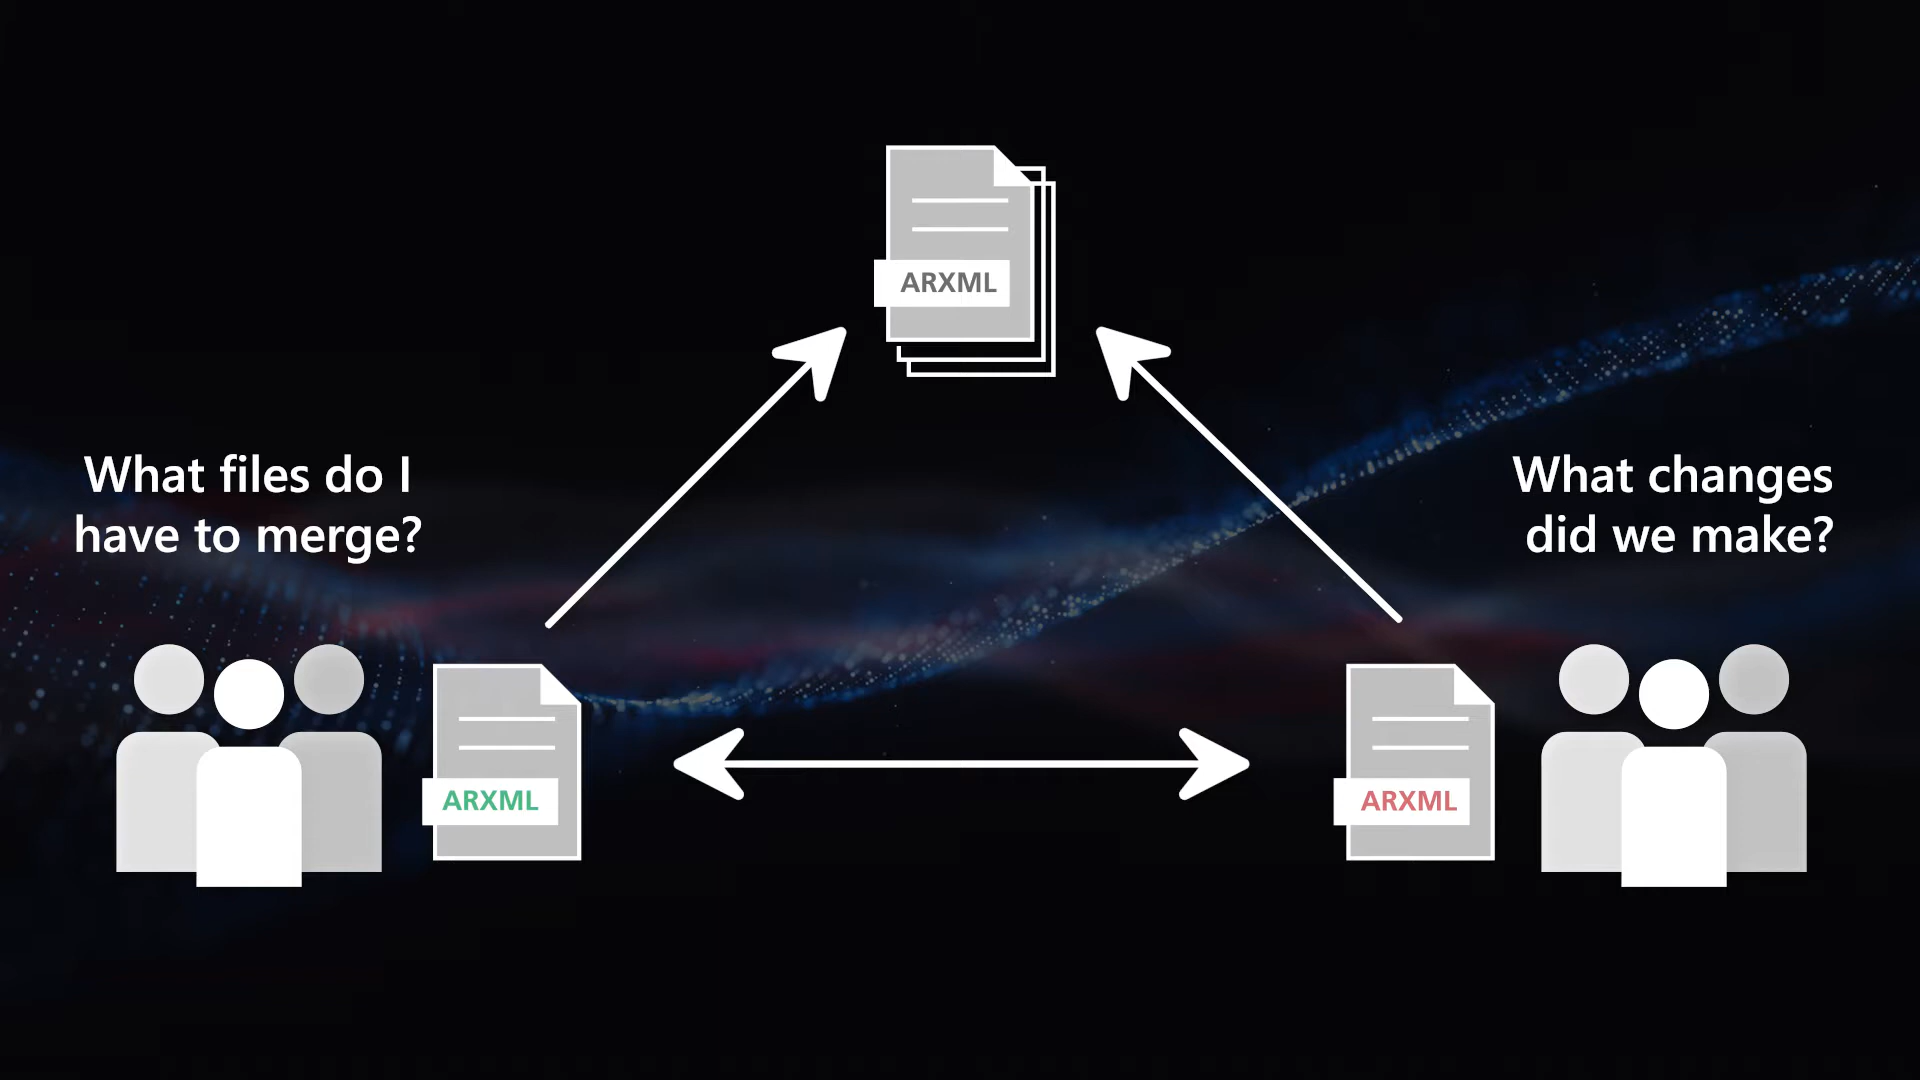 ARXML
What files do I
have to merge?
What changes
did we make?
ARXML
ARXML